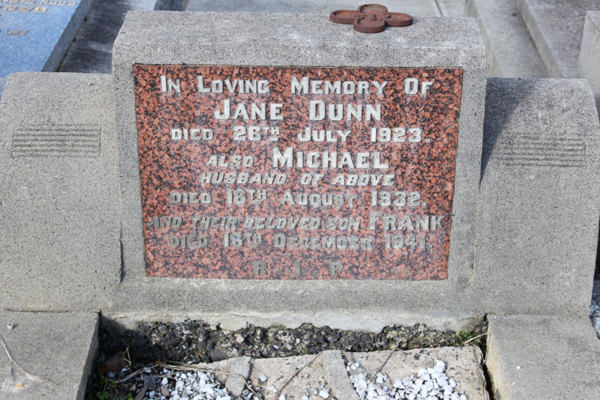 In Loving Memory Of
Jane Dunn
Died 26th July 1923.
Also Michael
Husband of Above
Died 16th August 1932.
And Their Beloved Son Frank
Died 18th December 1941.
R.I.P.